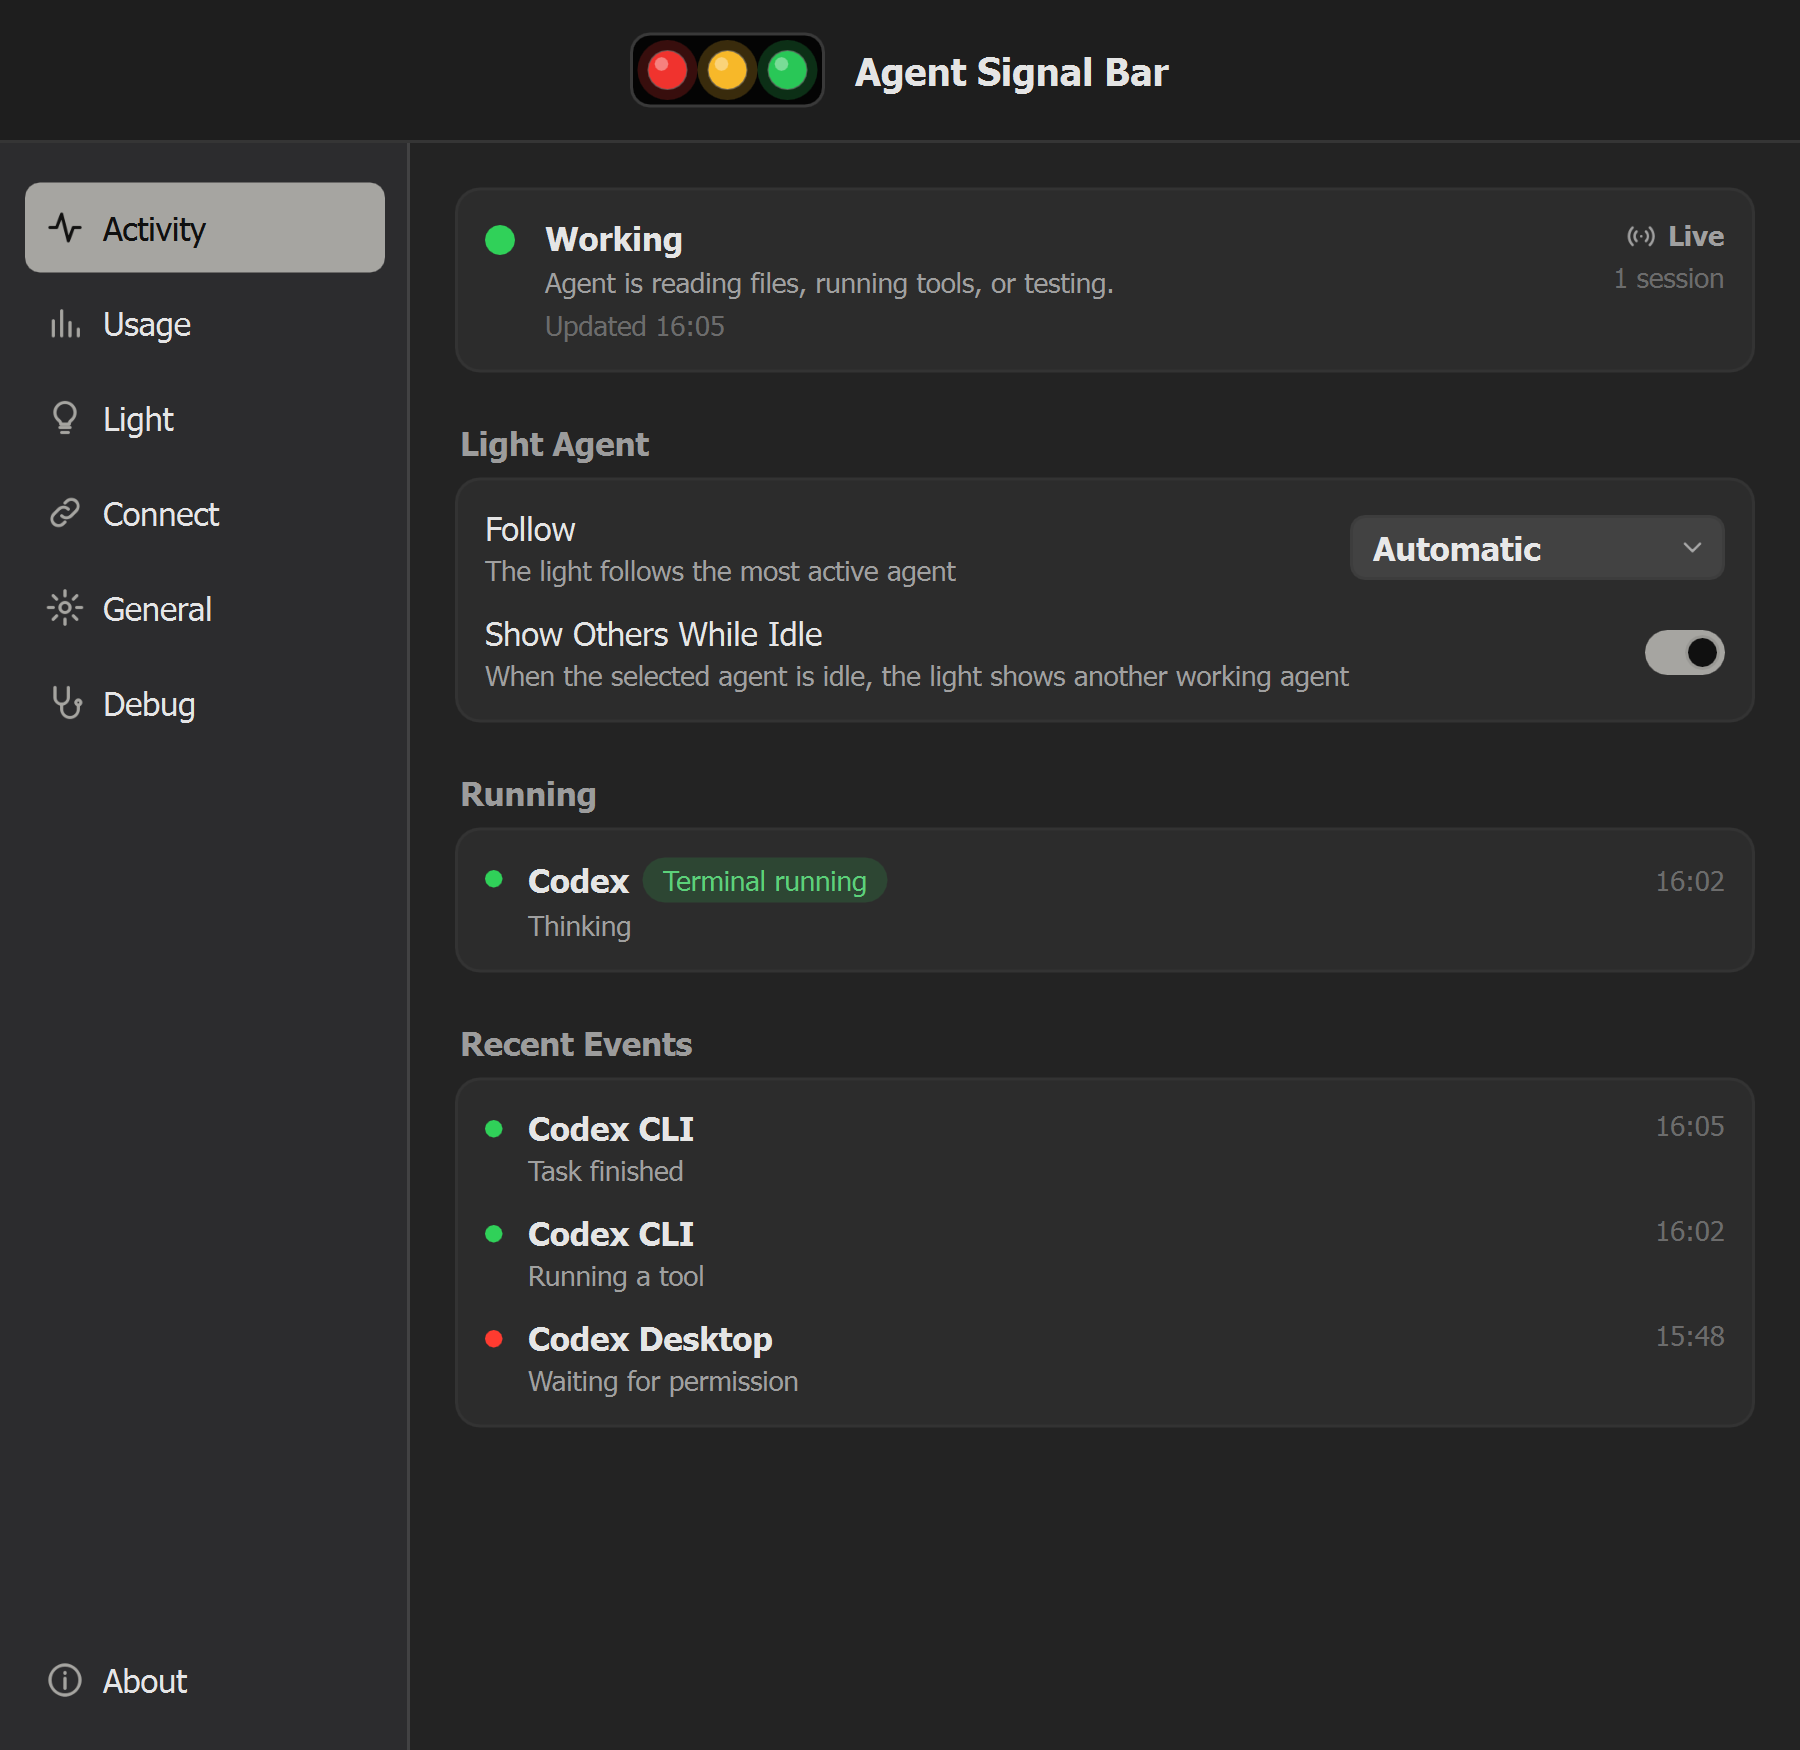 Agent Signal Bar
Activity
Usage
Light
Connect
General
Debug
About
Working
Live
Agent is reading files, running tools, or testing.
1 session
Updated 16:05
Light Agent
Follow
The light follows the most active agent
Automatic
Show Others While Idle
When the selected agent is idle, the light shows another working agent
Running
Codex
Terminal running
16:02
Thinking
Recent Events
Codex CLI
16:05
Task finished
Codex CLI
16:02
Running a tool
Codex Desktop
15:48
Waiting for permission